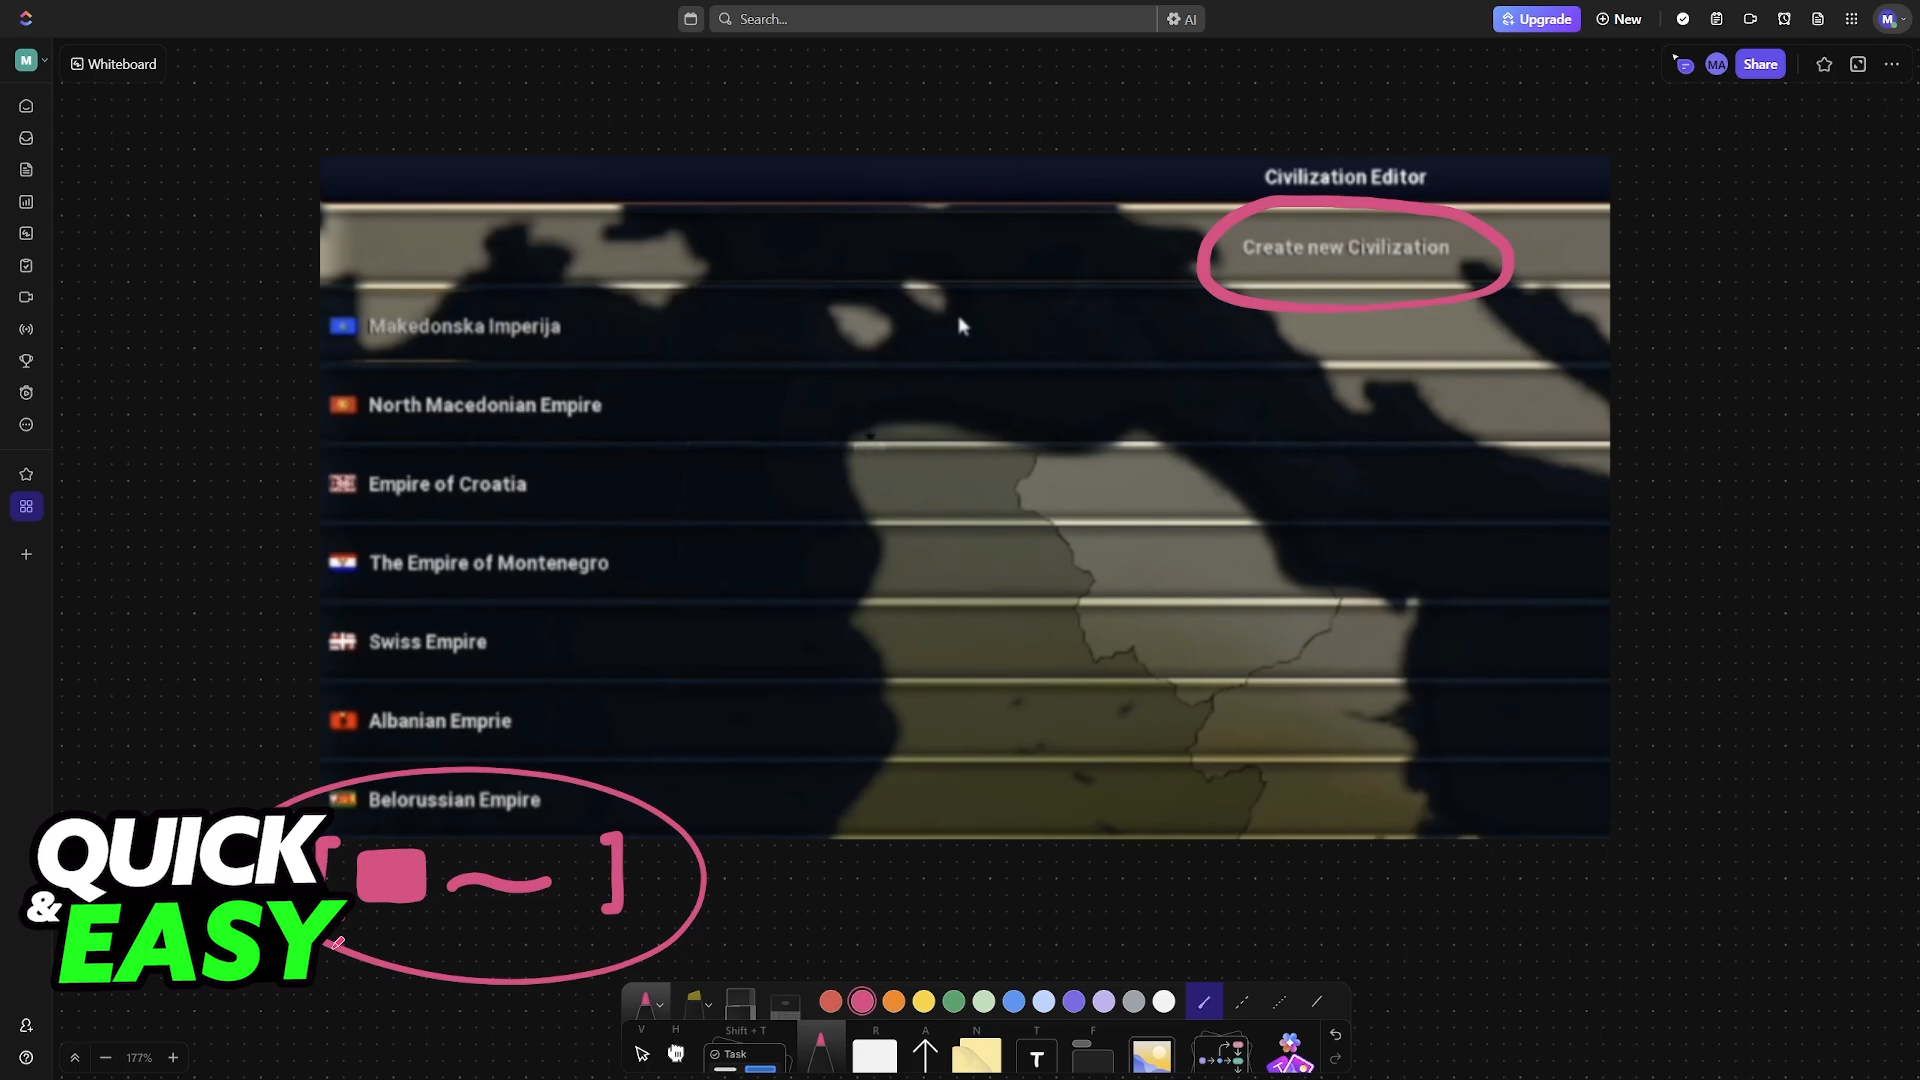 Search...
AI
Upgrade
New
M
M
Whiteboard
MA
Share
Civilization Editor
Create new Civilization
Makedonska Imperija
North Macedonian Empire
Empire of Croatia
The Empire of Montenegro
Swiss Empire
Albanian Emprie
Belorussian Empire
QUICK
& EASY
V
H
Shift + T
R
A
N
T
F
Task
T
177%